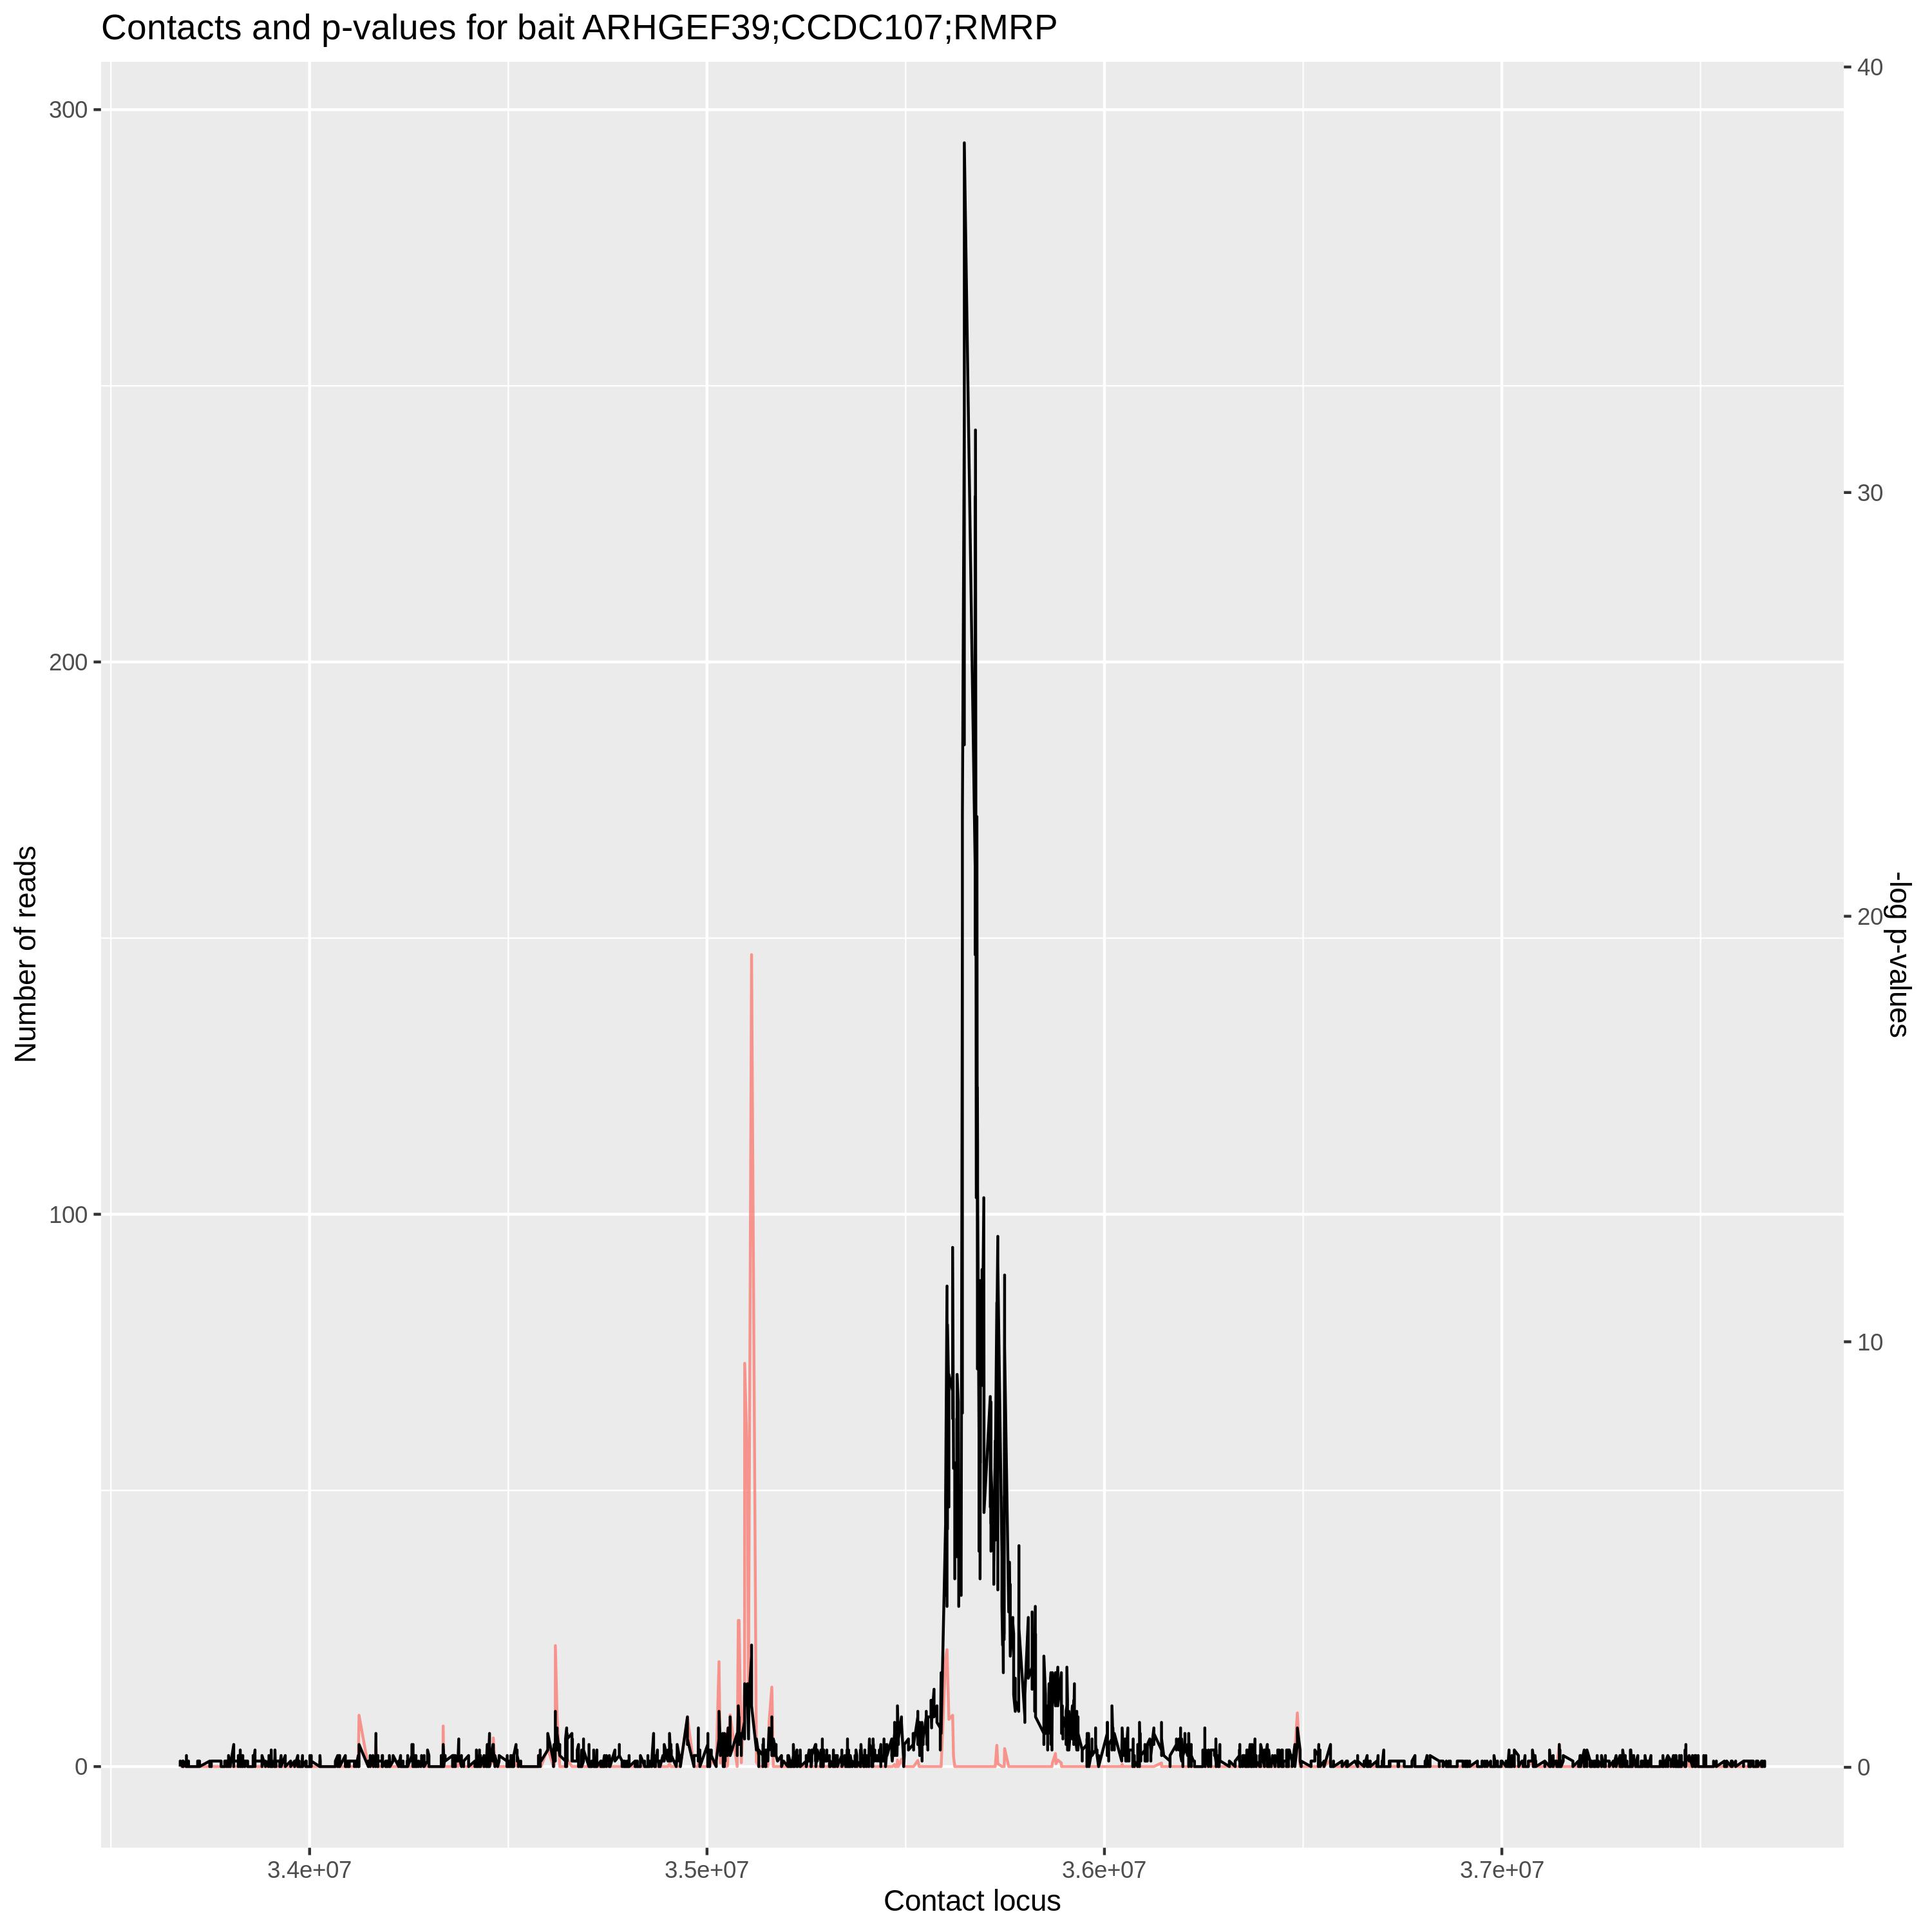 Contacts and p-values for bait ARHGEF39;CCDC107;RMRP
300
200
100
0
Number of reads
40
30
20
10
0
-log p-values
3.4e+07
3.5e+07
3.6e+07
3.7e+07
Contact locus